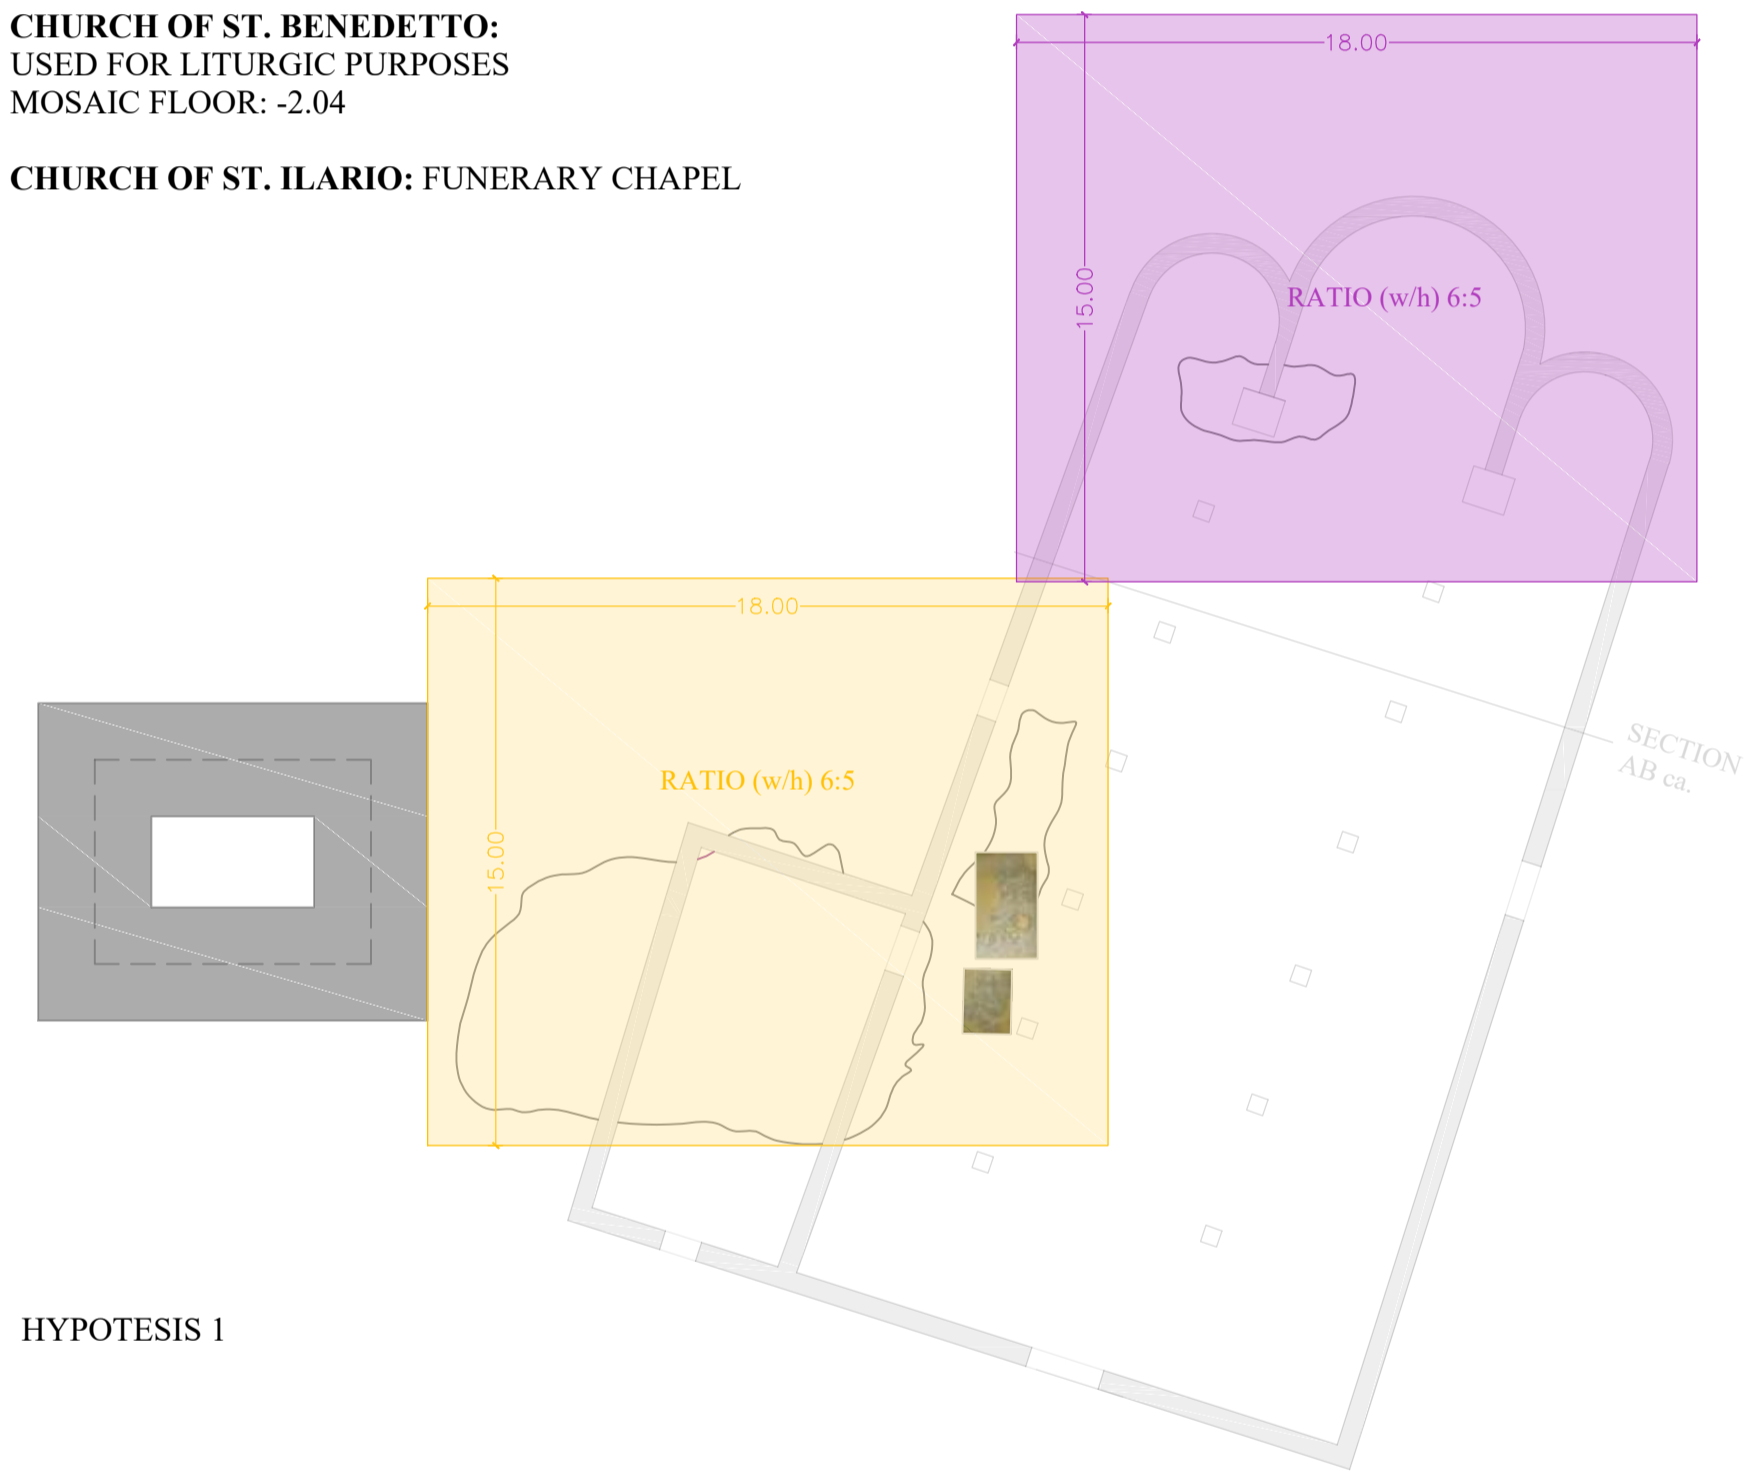 CHURCH OF ST. BENEDETTO:
USED FOR LITURGIC PURPOSES
MOSAIC FLOOR: -2.04
CHURCH OF ST. ILARIO: FUNERARY CHAPEL
18.00
15.00
RATIO (w/h) 6:5
18.00
15.00
RATIO (w/h) 6:5
SECTION
AB ca.
HYPOTESIS 1